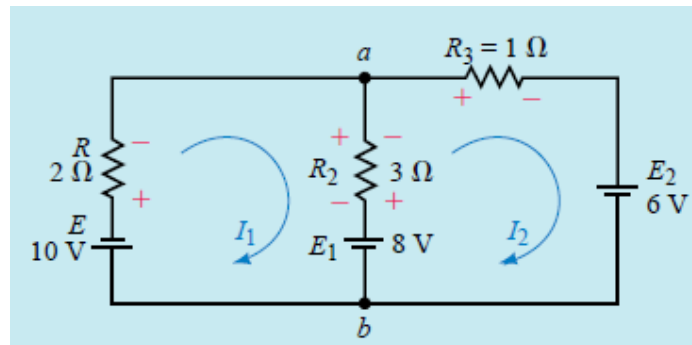 a
R₃ = 1 Ω
+ −
R
2 Ω
−
+
E
10 V
I₁
+ −
R₂ 3 Ω
− +
E₁ 8 V
I₂
E₂
6 V
b